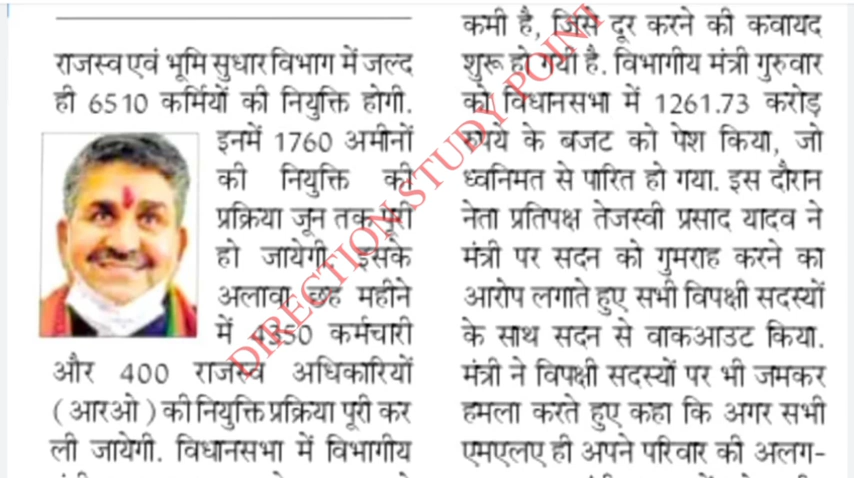 राजस्व एवं भूमि सुधार विभाग में जल्द
ही 6510 कर्मियों की नियुक्ति होगी.
इनमें 1760 अमीनों
की नियुक्ति की
प्रक्रिया जून तक पूरी
हो जायेगी. इसके
अलावा छह महीने
में 4350 कर्मचारी
और 400 राजस्व अधिकारियों
(आरओ) की नियुक्ति प्रक्रिया पूरी कर
ली जायेगी. विधानसभा में विभागीय
कमी है, जिसे दूर करने की कवायद
शुरू हो गयी है. विभागीय मंत्री गुरुवार
को विधानसभा में 1261.73 करोड़
रुपये के बजट को पेश किया, जो
ध्वनिमत से पारित हो गया. इस दौरान
नेता प्रतिपक्ष तेजस्वी प्रसाद यादव ने
मंत्री पर सदन को गुमराह करने का
आरोप लगाते हुए सभी विपक्षी सदस्यों
के साथ सदन से वाकआउट किया.
मंत्री ने विपक्षी सदस्यों पर भी जमकर
हमला करते हुए कहा कि अगर सभी
एमएलए ही अपने परिवार की अलग-
DIRECTION STUDY POINT